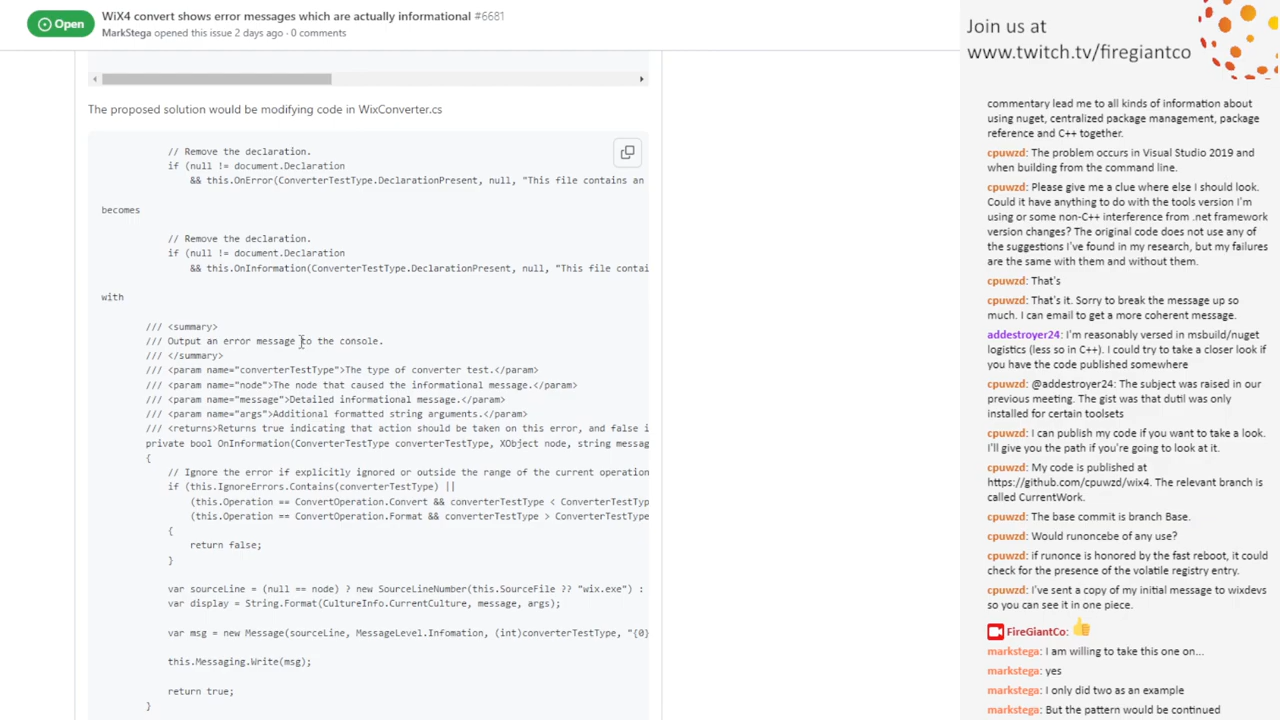 Open
WiX4 convert shows error messages which are actually informational #6681
MarkStega opened this issue 2 days ago · 0 comments
The proposed solution would be modifying code in WixConverter.cs
// Remove the declaration.
if (null != document.Declaration
&& this.OnError(ConverterTestType.DeclarationPresent, null, "This file contains an
becomes
// Remove the declaration.
if (null != document.Declaration
&& this.OnInformation(ConverterTestType.DeclarationPresent, null, "This file contai
with
/// <summary>
/// Output an error message to the console.
/// </summary>
/// <param name="converterTestType">The type of converter test.</param>
/// <param name="node">The node that caused the informational message.</param>
/// <param name="message">Detailed informational message.</param>
/// <param name="args">Additional formatted string arguments.</param>
/// <returns>Returns true indicating that action should be taken on this error, and false i
private bool OnInformation(ConverterTestType converterTestType, XObject node, string messag
{
// Ignore the error if explicitly ignored or outside the range of the current operation
if (this.IgnoreErrors.Contains(converterTestType) ||
(this.Operation == ConvertOperation.Convert && converterTestType < ConverterTestTyp
(this.Operation == ConvertOperation.Format && converterTestType > ConverterTestType
{
return false;
}
var sourceLine = (null == node) ? new SourceLineNumber(this.SourceFile ?? "wix.exe") :
var display = String.Format(CultureInfo.CurrentCulture, message, args);
var msg = new Message(sourceLine, MessageLevel.Infomation, (int)converterTestType, "{0}
this.Messaging.Write(msg);
return true;
}
Join us at
www.twitch.tv/firegiantco
commentary lead me to all kinds of information about
using nuget, centralized package management, package
reference and C++ together.
cpuwzd: The problem occurs in Visual Studio 2019 and
when building from the command line.
cpuwzd: Please give me a clue where else I should look.
Could it have anything to do with the tools version I'm
using or some non-C++ interference from .net framework
version changes? The original code does not use any of
the suggestions I've found in my research, but my failures
are the same with them and without them.
cpuwzd: That's
cpuwzd: That's it. Sorry to break the message up so
much. I can email to get a more coherent message.
addestroyer24: I'm reasonably versed in msbuild/nuget
logistics (less so in C++). I could try to take a closer look if
you have the code published somewhere
cpuwzd: @addestroyer24: The subject was raised in our
previous meeting. The gist was that dutil was only
installed for certain toolsets
cpuwzd: I can publish my code if you want to take a look.
I'll give you the path if you're going to look at it.
cpuwzd: My code is published at
https://github.com/cpuwzd/wix4. The relevant branch is
called CurrentWork.
cpuwzd: The base commit is branch Base.
cpuwzd: Would runoncebe of any use?
cpuwzd: if runonce is honored by the fast reboot, it could
check for the presence of the volatile registry entry.
cpuwzd: I've sent a copy of my initial message to wixdevs
so you can see it in one piece.
FireGiantCo:
markstega: I am willing to take this one on...
markstega: yes
markstega: I only did two as an example
markstega: But the pattern would be continued